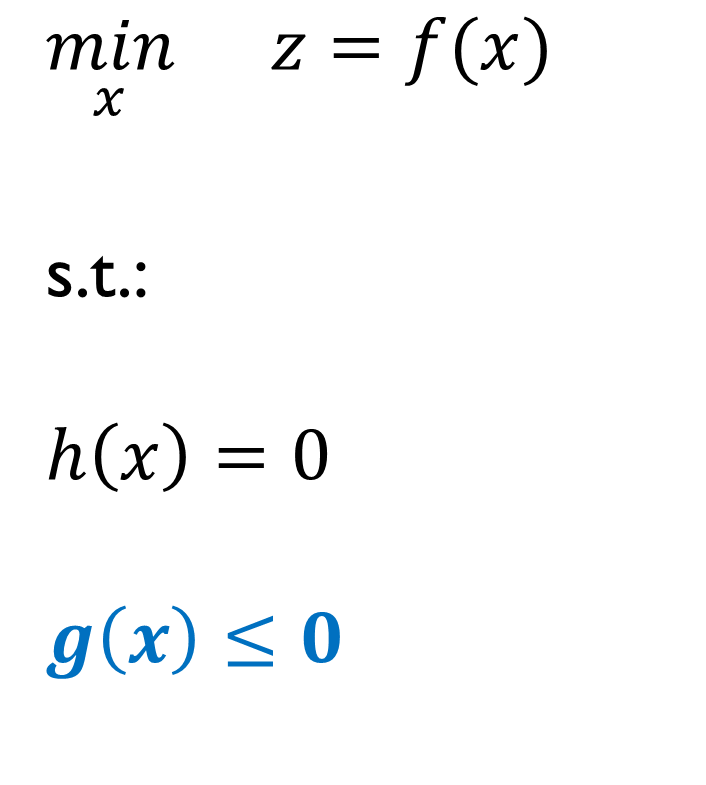 min z = f(x)
x
s.t.:
h(x) = 0
g(x) ≤ 0